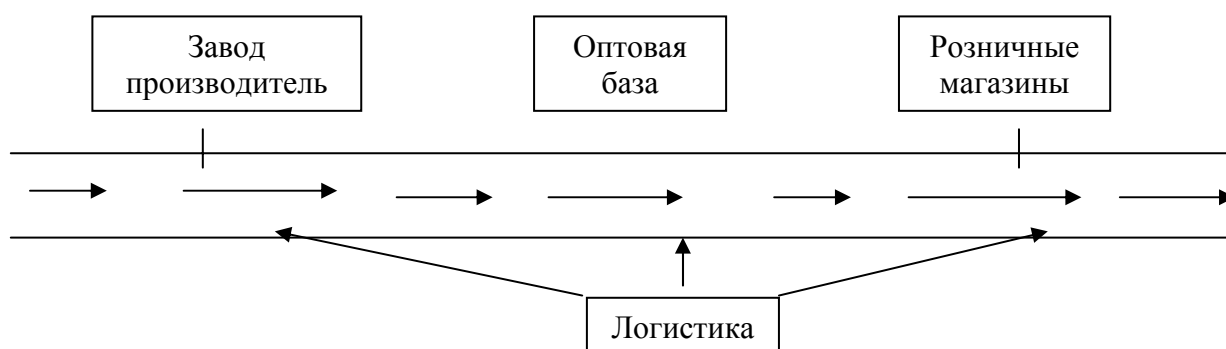 Завод
производитель
Оптовая
база
Розничные
магазины
Логистика